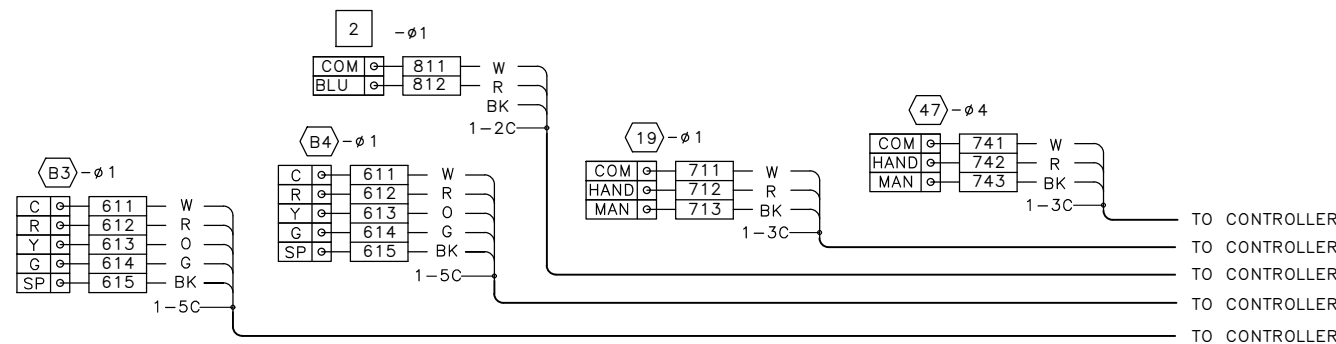 2 -ø1
COM 811 W
BLU 812 R
BK
1-2C
47 -ø4
COM 741 W
HAND 742 R
MAN 743 BK
1-3C
B4 -ø1
C 611 W
R 612 R
Y 613 O
G 614 G
SP 615 BK
1-5C
19 -ø1
COM 711 W
HAND 712 R
MAN 713 BK
1-3C
B3 -ø1
C 611 W
R 612 R
Y 613 O
G 614 G
SP 615 BK
1-5C
TO CONTROLLER
TO CONTROLLER
TO CONTROLLER
TO CONTROLLER
TO CONTROLLER